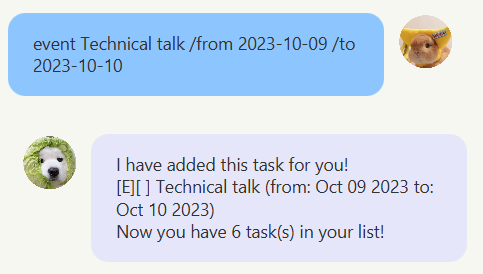 event Technical talk /from 2023-10-09 /to
2023-10-10
I have added this task for you!
[E][ ] Technical talk (from: Oct 09 2023 to:
Oct 10 2023)
Now you have 6 task(s) in your list!